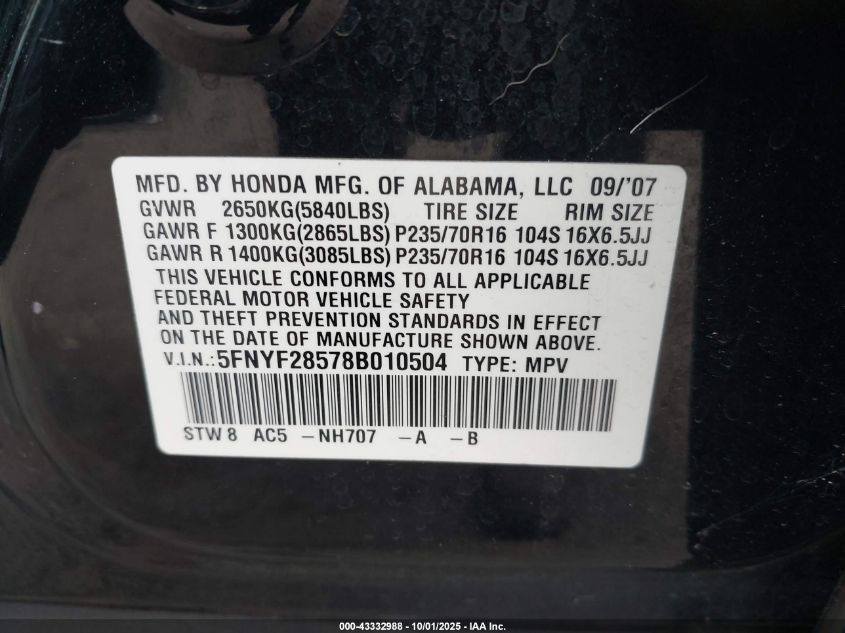 MFD. BY HONDA MFG. OF ALABAMA, LLC 09/'07
GVWR 2650KG(5840LBS) TIRE SIZE RIM SIZE
GAWR F 1300KG(2865LBS) P235/70R16 104S 16X6.5JJ
GAWR R 1400KG(3085LBS) P235/70R16 104S 16X6.5JJ
THIS VEHICLE CONFORMS TO ALL APPLICABLE
FEDERAL MOTOR VEHICLE SAFETY
AND THEFT PREVENTION STANDARDS IN EFFECT
ON THE DATE OF MANUFACTURE SHOWN ABOVE.
V.I.N.:5FNYF28578B010504 TYPE: MPV
STW8 AC5 -NH707 -A -B
000-43332988 - 10/01/2025 - IAA Inc.